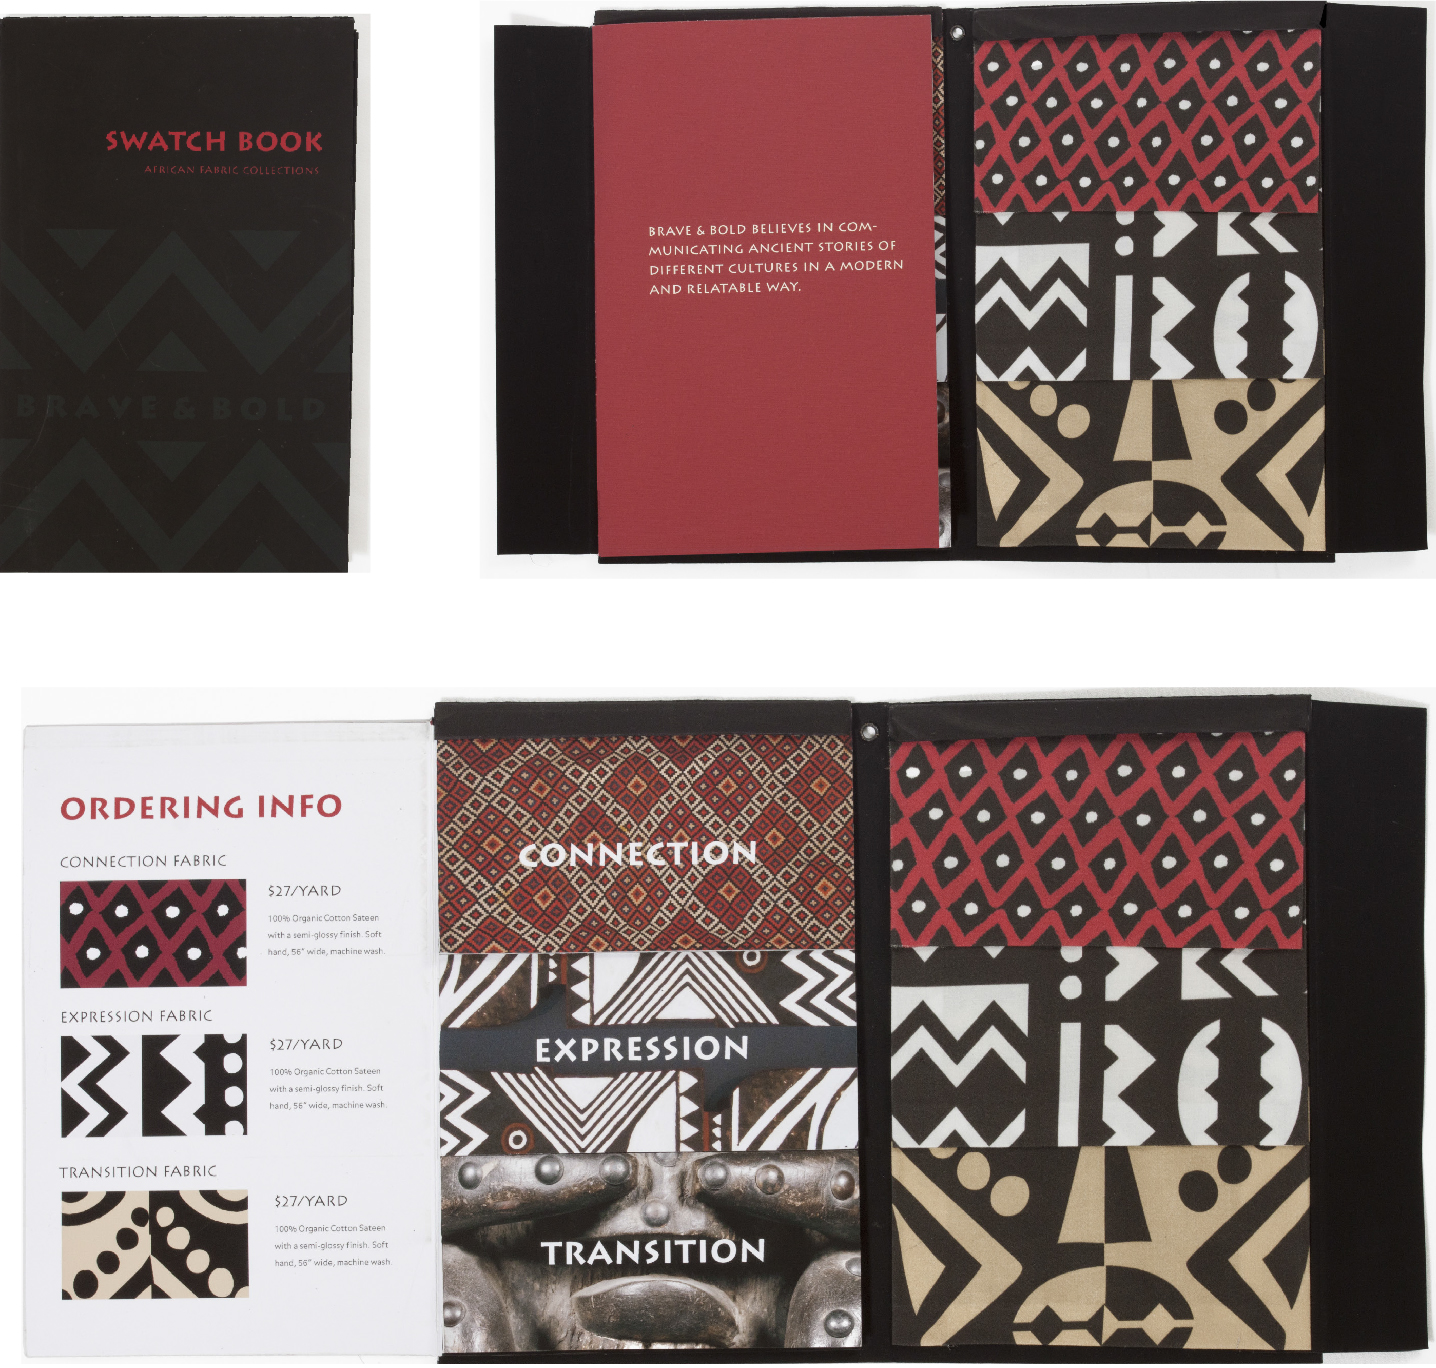 SWATCH BOOK
AFRICAN FABRIC COLLECTIONS
BRAVE & BOLD
BRAVE & BOLD BELIEVES IN COM-
MUNICATING ANCIENT STORIES OF
DIFFERENT CULTURES IN A MODERN
AND RELATABLE WAY.
ORDERING INFO
CONNECTION FABRIC
$27/YARD
100% Organic Cotton Sateen
with a semi-glossy finish. Soft
hand, 56" wide, machine wash.
EXPRESSION FABRIC
$27/YARD
100% Organic Cotton Sateen
with a semi-glossy finish. Soft
hand, 56" wide, machine wash.
TRANSITION FABRIC
$27/YARD
100% Organic Cotton Sateen
with a semi-glossy finish. Soft
hand, 56" wide, machine wash.
CONNECTION
EXPRESSION
TRANSITION